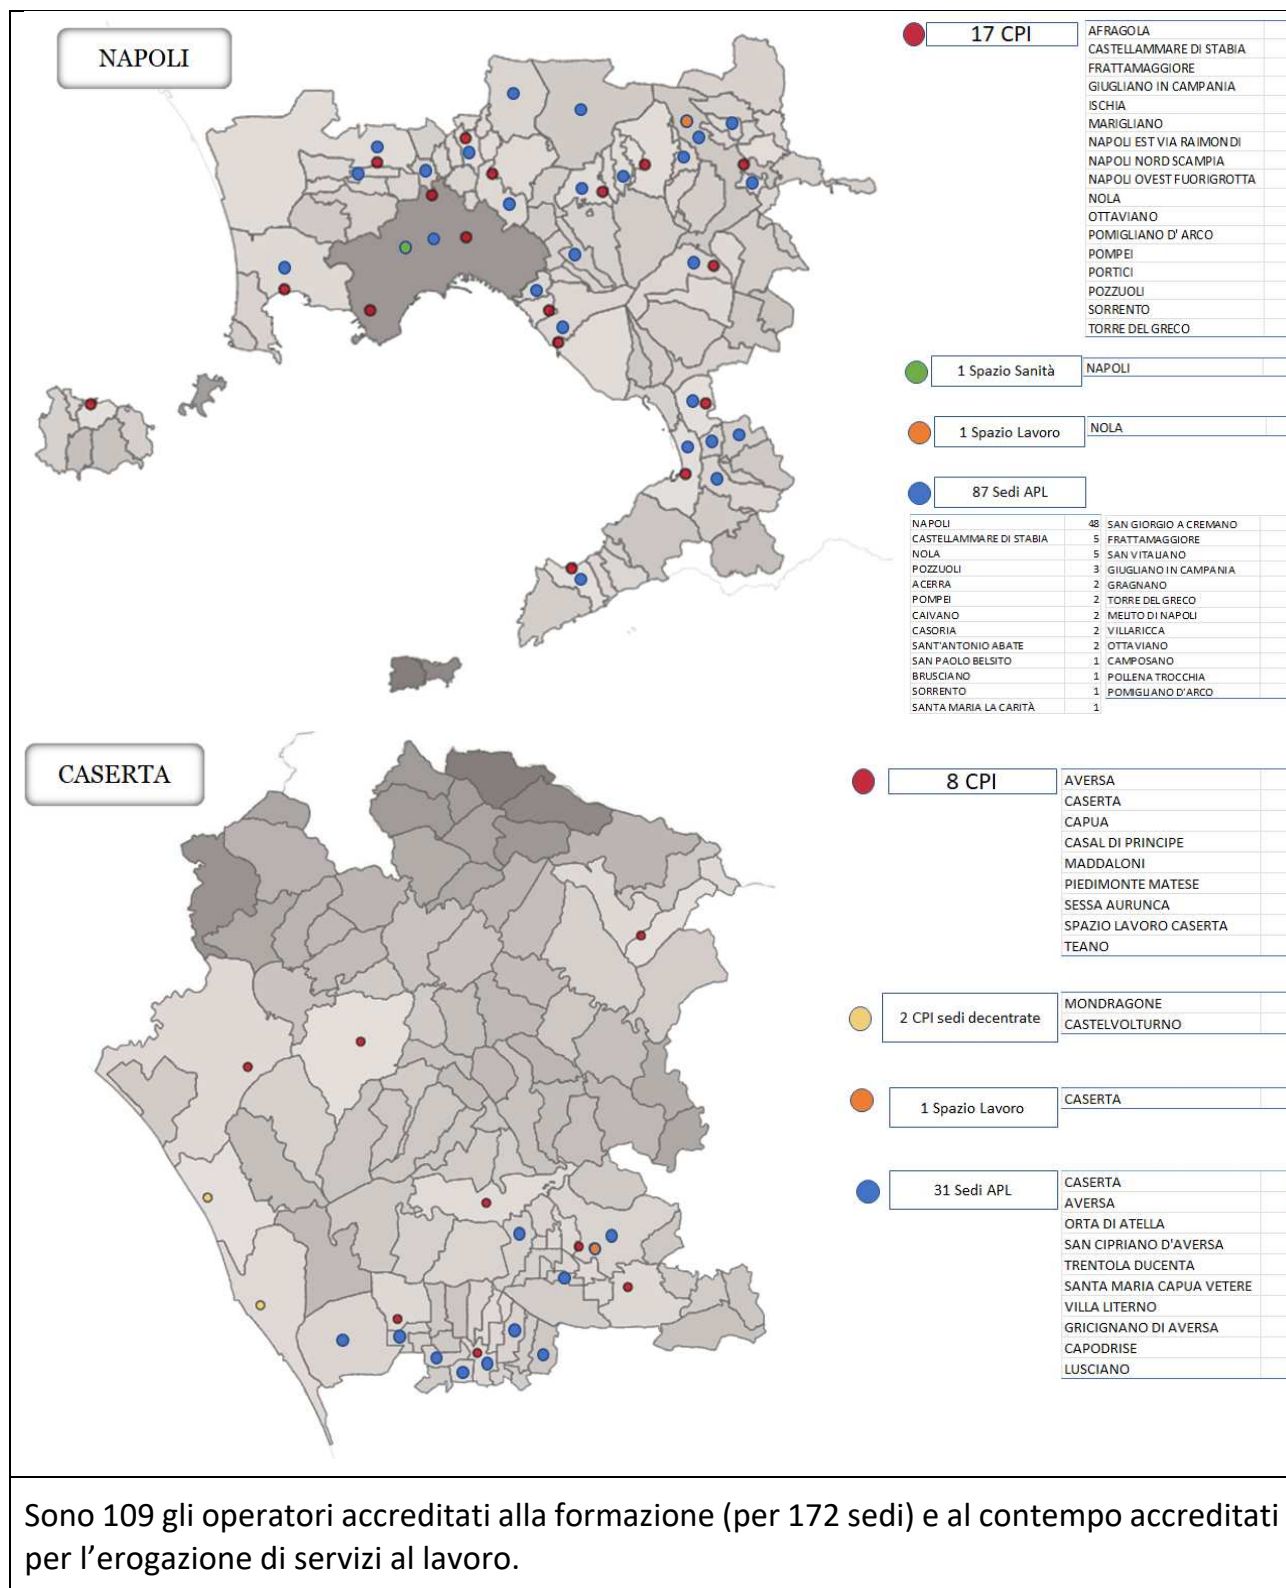 NAPOLI
17 CPI
AFRAGOLA
CASTELLAMMARE DI STABIA
FRATTAMAGGIORE
GIUGLIANO IN CAMPANIA
ISCHIA
MARIGLIANO
NAPOLI EST VIA RAIMONDI
NAPOLI NORD SCAMPIA
NAPOLI OVEST FUORIGROTTA
NOLA
OTTAVIANO
POMIGLIANO D' ARCO
POMPEI
PORTICI
POZZUOLI
SORRENTO
TORRE DEL GRECO
1 Spazio Sanità
NAPOLI
1 Spazio Lavoro
NOLA
87 Sedi APL
NAPOLI 48 SAN GIORGIO A CREMANO
CASTELLAMMARE DI STABIA 5 FRATTAMAGGIORE
NOLA 5 SAN VITALIANO
POZZUOLI 3 GIUGLIANO IN CAMPANIA
ACERRA 2 GRAGNANO
POMPEI 2 TORRE DEL GRECO
CAIVANO 2 MELITO DI NAPOLI
CASORIA 2 VILLARICCA
SANT'ANTONIO ABATE 2 OTTAVIANO
SAN PAOLO BELSITO 1 CAMPOSANO
BRUSCIANO 1 POLLENA TROCCHIA
SORRENTO 1 POMIGLIANO D'ARCO
SANTA MARIA LA CARITÀ 1
CASERTA
8 CPI
AVERSA
CASERTA
CAPUA
CASAL DI PRINCIPE
MADDALONI
PIEDIMONTE MATESE
SESSA AURUNCA
SPAZIO LAVORO CASERTA
TEANO
2 CPI sedi decentrate
MONDRAGONE
CASTELVOLTURNO
1 Spazio Lavoro
CASERTA
31 Sedi APL
CASERTA
AVERSA
ORTA DI ATELLA
SAN CIPRIANO D'AVERSA
TRENTOLA DUCENTA
SANTA MARIA CAPUA VETERE
VILLA LITERNO
GRICIGNANO DI AVERSA
CAPODRISE
LUSCIANO
Sono 109 gli operatori accreditati alla formazione (per 172 sedi) e al contempo accreditati
per l’erogazione di servizi al lavoro.